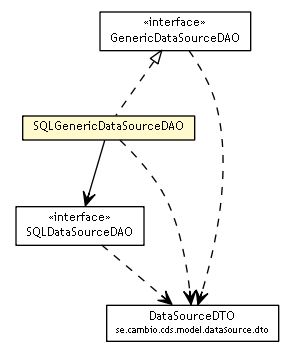 «interface»
GenericDataSourceDAO
SQLGenericDataSourceDAO
«interface»
SQLDataSourceDAO
DataSourceDTO
se.cambio.cds.model.datasource.dto